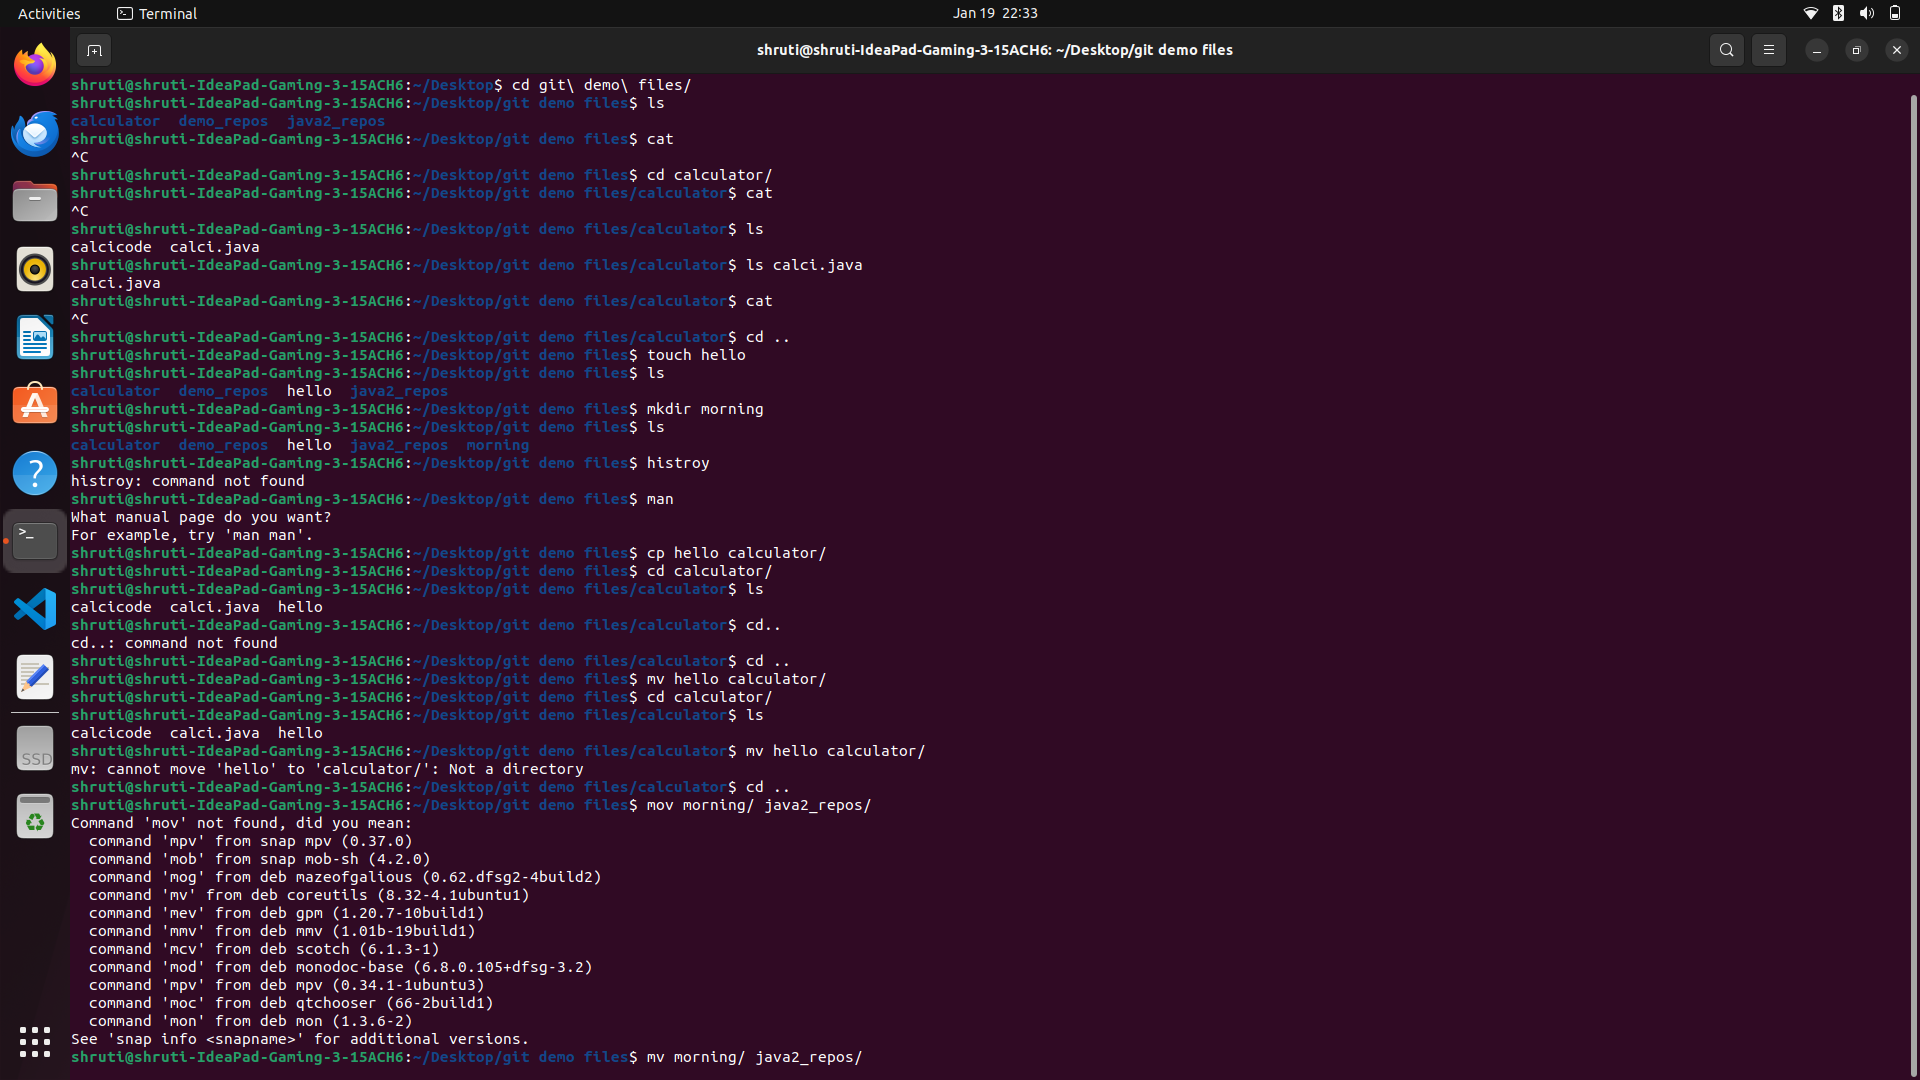 Activities Terminal Jan 19 22:33
shruti@shruti-IdeaPad-Gaming-3-15ACH6: ~/Desktop/git demo files
shruti@shruti-IdeaPad-Gaming-3-15ACH6:~/Desktop$ cd git\ demo\ files/
shruti@shruti-IdeaPad-Gaming-3-15ACH6:~/Desktop/git demo files$ ls
calculator  demo_repos  java2_repos
shruti@shruti-IdeaPad-Gaming-3-15ACH6:~/Desktop/git demo files$ cat
^C
shruti@shruti-IdeaPad-Gaming-3-15ACH6:~/Desktop/git demo files$ cd calculator/
shruti@shruti-IdeaPad-Gaming-3-15ACH6:~/Desktop/git demo files/calculator$ cat
^C
shruti@shruti-IdeaPad-Gaming-3-15ACH6:~/Desktop/git demo files/calculator$ ls
calcicode  calci.java
shruti@shruti-IdeaPad-Gaming-3-15ACH6:~/Desktop/git demo files/calculator$ ls calci.java
calci.java
shruti@shruti-IdeaPad-Gaming-3-15ACH6:~/Desktop/git demo files/calculator$ cat
^C
shruti@shruti-IdeaPad-Gaming-3-15ACH6:~/Desktop/git demo files/calculator$ cd ..
shruti@shruti-IdeaPad-Gaming-3-15ACH6:~/Desktop/git demo files$ touch hello
shruti@shruti-IdeaPad-Gaming-3-15ACH6:~/Desktop/git demo files$ ls
calculator  demo_repos  hello  java2_repos
shruti@shruti-IdeaPad-Gaming-3-15ACH6:~/Desktop/git demo files$ mkdir morning
shruti@shruti-IdeaPad-Gaming-3-15ACH6:~/Desktop/git demo files$ ls
calculator  demo_repos  hello  java2_repos  morning
shruti@shruti-IdeaPad-Gaming-3-15ACH6:~/Desktop/git demo files$ histroy
histroy: command not found
shruti@shruti-IdeaPad-Gaming-3-15ACH6:~/Desktop/git demo files$ man
What manual page do you want?
For example, try 'man man'.
shruti@shruti-IdeaPad-Gaming-3-15ACH6:~/Desktop/git demo files$ cp hello calculator/
shruti@shruti-IdeaPad-Gaming-3-15ACH6:~/Desktop/git demo files$ cd calculator/
shruti@shruti-IdeaPad-Gaming-3-15ACH6:~/Desktop/git demo files/calculator$ ls
calcicode  calci.java  hello
shruti@shruti-IdeaPad-Gaming-3-15ACH6:~/Desktop/git demo files/calculator$ cd..
cd..: command not found
shruti@shruti-IdeaPad-Gaming-3-15ACH6:~/Desktop/git demo files/calculator$ cd ..
shruti@shruti-IdeaPad-Gaming-3-15ACH6:~/Desktop/git demo files$ mv hello calculator/
shruti@shruti-IdeaPad-Gaming-3-15ACH6:~/Desktop/git demo files$ cd calculator/
shruti@shruti-IdeaPad-Gaming-3-15ACH6:~/Desktop/git demo files/calculator$ ls
calcicode  calci.java  hello
shruti@shruti-IdeaPad-Gaming-3-15ACH6:~/Desktop/git demo files/calculator$ mv hello calculator/
mv: cannot move 'hello' to 'calculator/': Not a directory
shruti@shruti-IdeaPad-Gaming-3-15ACH6:~/Desktop/git demo files/calculator$ cd ..
shruti@shruti-IdeaPad-Gaming-3-15ACH6:~/Desktop/git demo files$ mov morning/ java2_repos/
Command 'mov' not found, did you mean:
  command 'mpv' from snap mpv (0.37.0)
  command 'mob' from snap mob-sh (4.2.0)
  command 'mog' from deb mazeofgalious (0.62.dfsg2-4build2)
  command 'mv' from deb coreutils (8.32-4.1ubuntu1)
  command 'mev' from deb gpm (1.20.7-10build1)
  command 'mmv' from deb mmv (1.01b-19build1)
  command 'mcv' from deb scotch (6.1.3-1)
  command 'mod' from deb monodoc-base (6.8.0.105+dfsg-3.2)
  command 'mpv' from deb mpv (0.34.1-1ubuntu3)
  command 'moc' from deb qtchooser (66-2build1)
  command 'mon' from deb mon (1.3.6-2)
See 'snap info <snapname>' for additional versions.
shruti@shruti-IdeaPad-Gaming-3-15ACH6:~/Desktop/git demo files$ mv morning/ java2_repos/
SSD